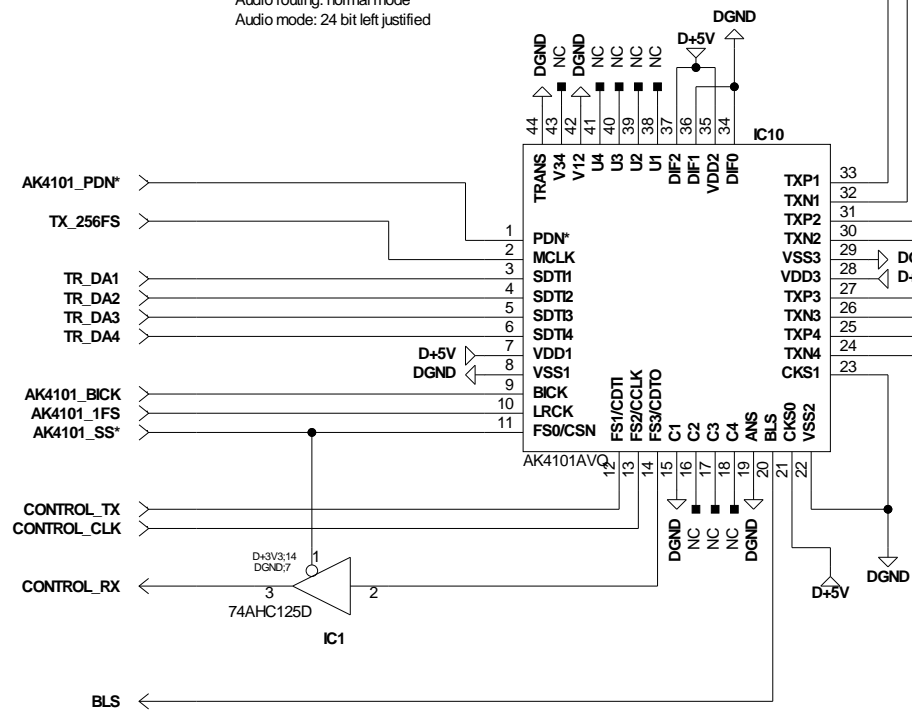 Audio routing: normal mode
Audio mode: 24 bit left justified
DGND
D+5V
DGND
NC
DGND
NC
NC
NC
NC
44
43
42
41
40
39
38
37
36
35
34
IC10
TRANS
V34
V12
U4
U3
U2
U1
DIF2
DIF1
VDD2
DIF0
AK4101_PDN*
TX_256FS
TR_DA1
TR_DA2
TR_DA3
TR_DA4
D+5V
DGND
AK4101_BICK
AK4101_1FS
AK4101_SS*
1 PDN*
2 MCLK
3 SDTI1
4 SDTI2
5 SDTI3
6 SDTI4
7 VDD1
8 VSS1
9 BICK
10 LRCK
11 FS0/CSN
TXP1 33
TXN1 32
TXP2 31
TXN2 30
VSS3 29
VDD3 28
TXP3 27
TXN3 26
TXP4 25
TXN4 24
CKS1 23
FS1/CDTI
FS2/CCLK
FS3/CDTO
C1
C2
C3
C4
ANS
BLS
CKS0
VSS2
AK4101AVQ
12
13
14
15
16
17
18
19
20
21
22
CONTROL_TX
CONTROL_CLK
DGND
NC
NC
NC
DGND
D+5V
DGND
D+3V3;14
DGND;7
1
CONTROL_RX
3
2
74AHC125D
IC1
BLS